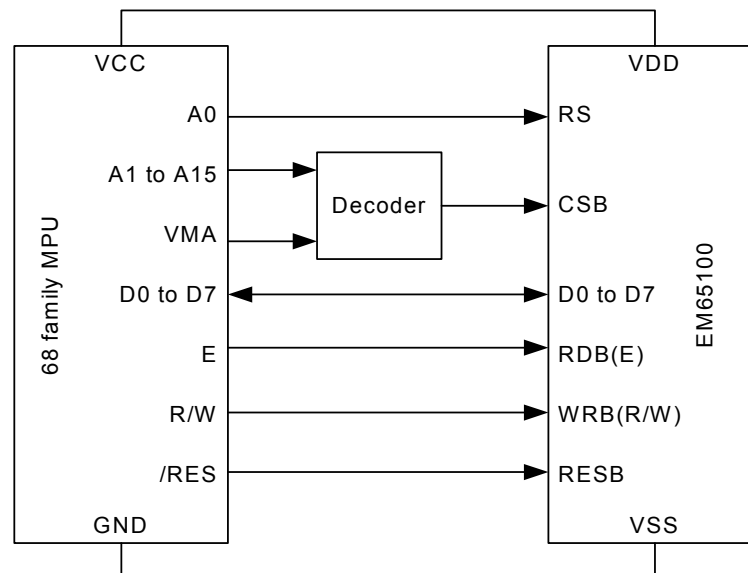 VCC
VDD
A0
RS
A1 to A15
Decoder
CSB
VMA
68 family MPU
EM65100
D0 to D7
D0 to D7
E
RDB(E)
R/W
WRB(R/W)
/RES
RESB
GND
VSS